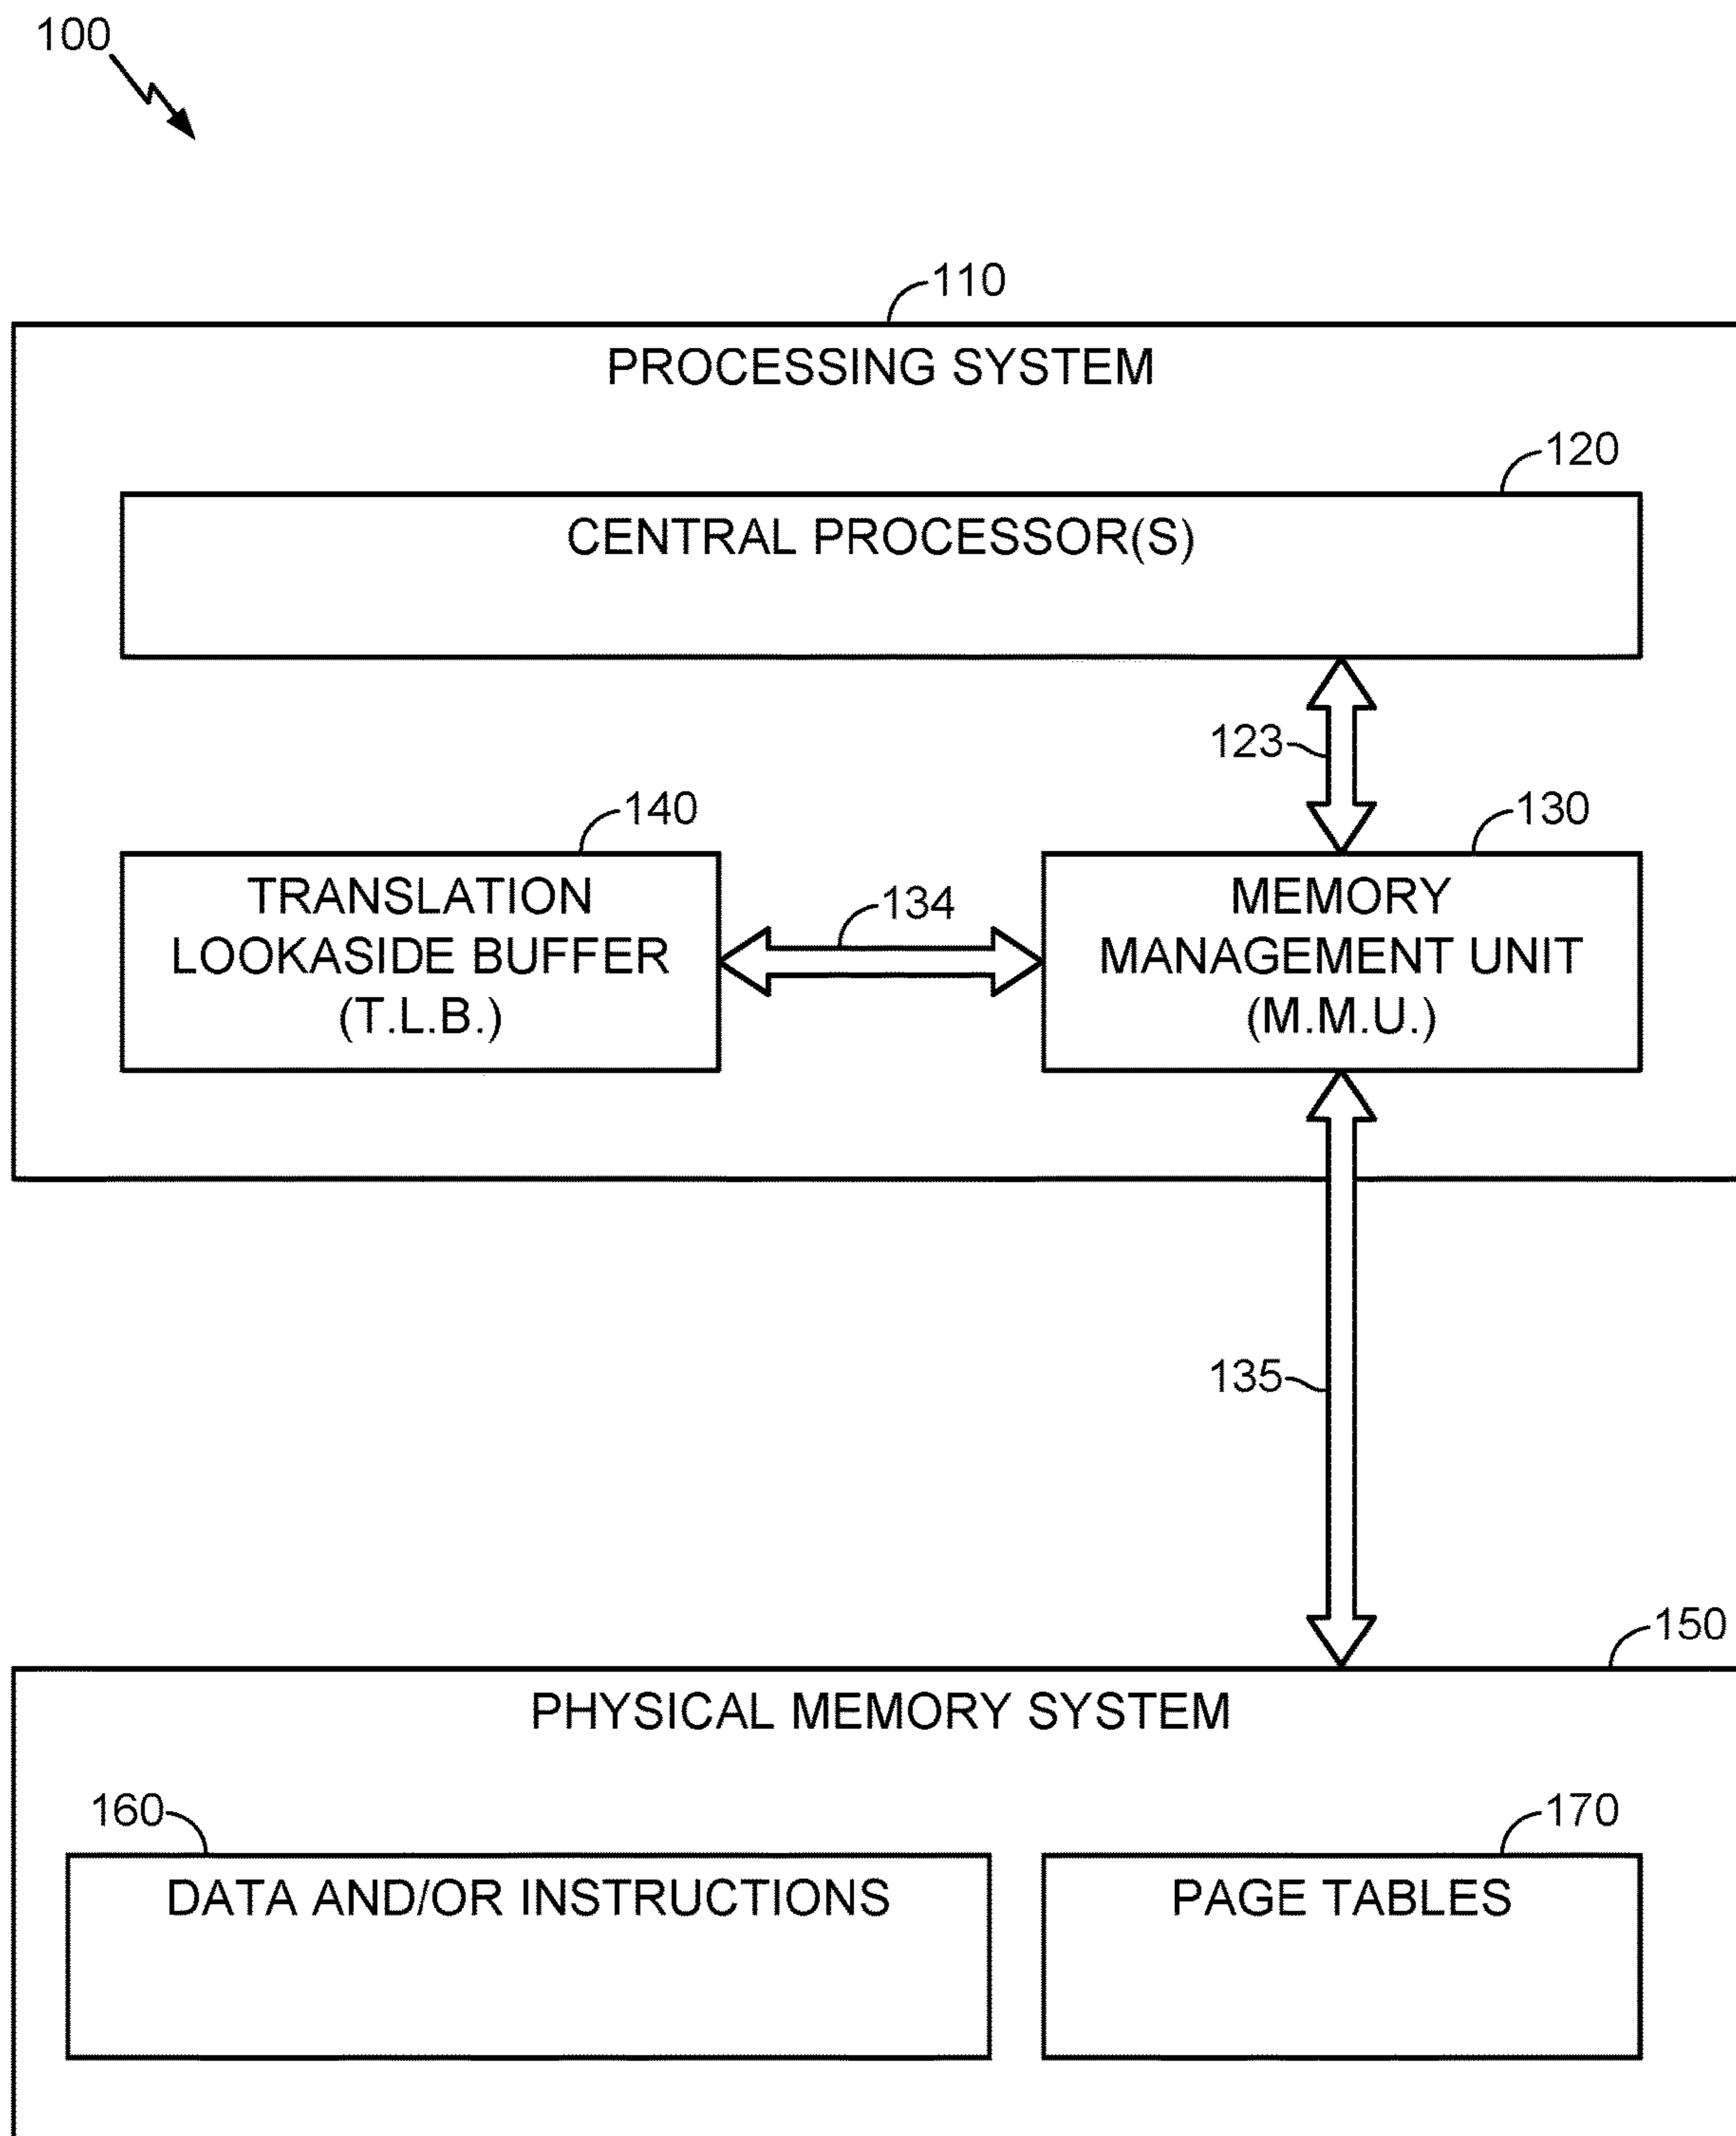 100
110
PROCESSING SYSTEM
120
CENTRAL PROCESSOR(S)
123
140
130
TRANSLATION
LOOKASIDE BUFFER
(T.L.B.)
134
MEMORY
MANAGEMENT UNIT
(M.M.U.)
135
150
PHYSICAL MEMORY SYSTEM
160
170
DATA AND/OR INSTRUCTIONS
PAGE TABLES